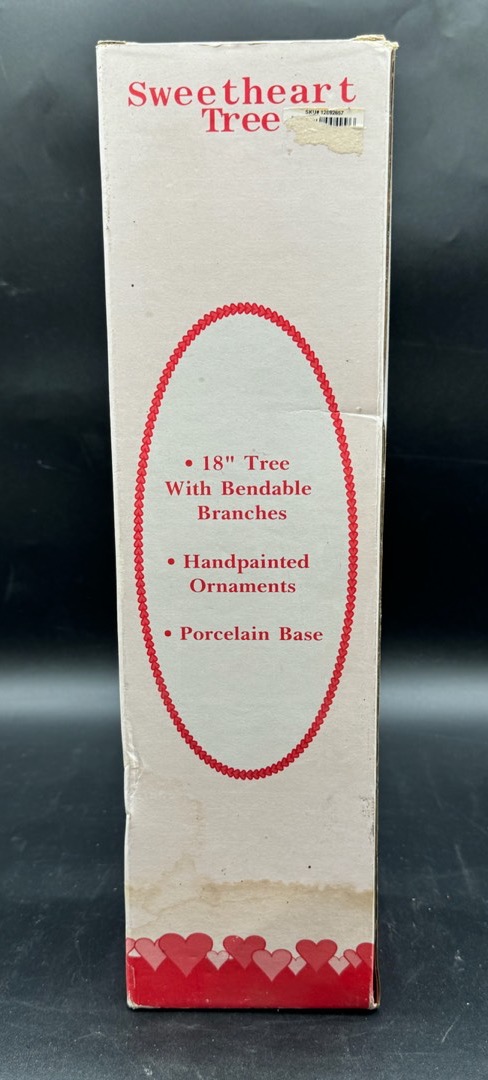 Sweetheart
Tree
• 18" Tree
With Bendable
Branches
• Handpainted
Ornaments
• Porcelain Base